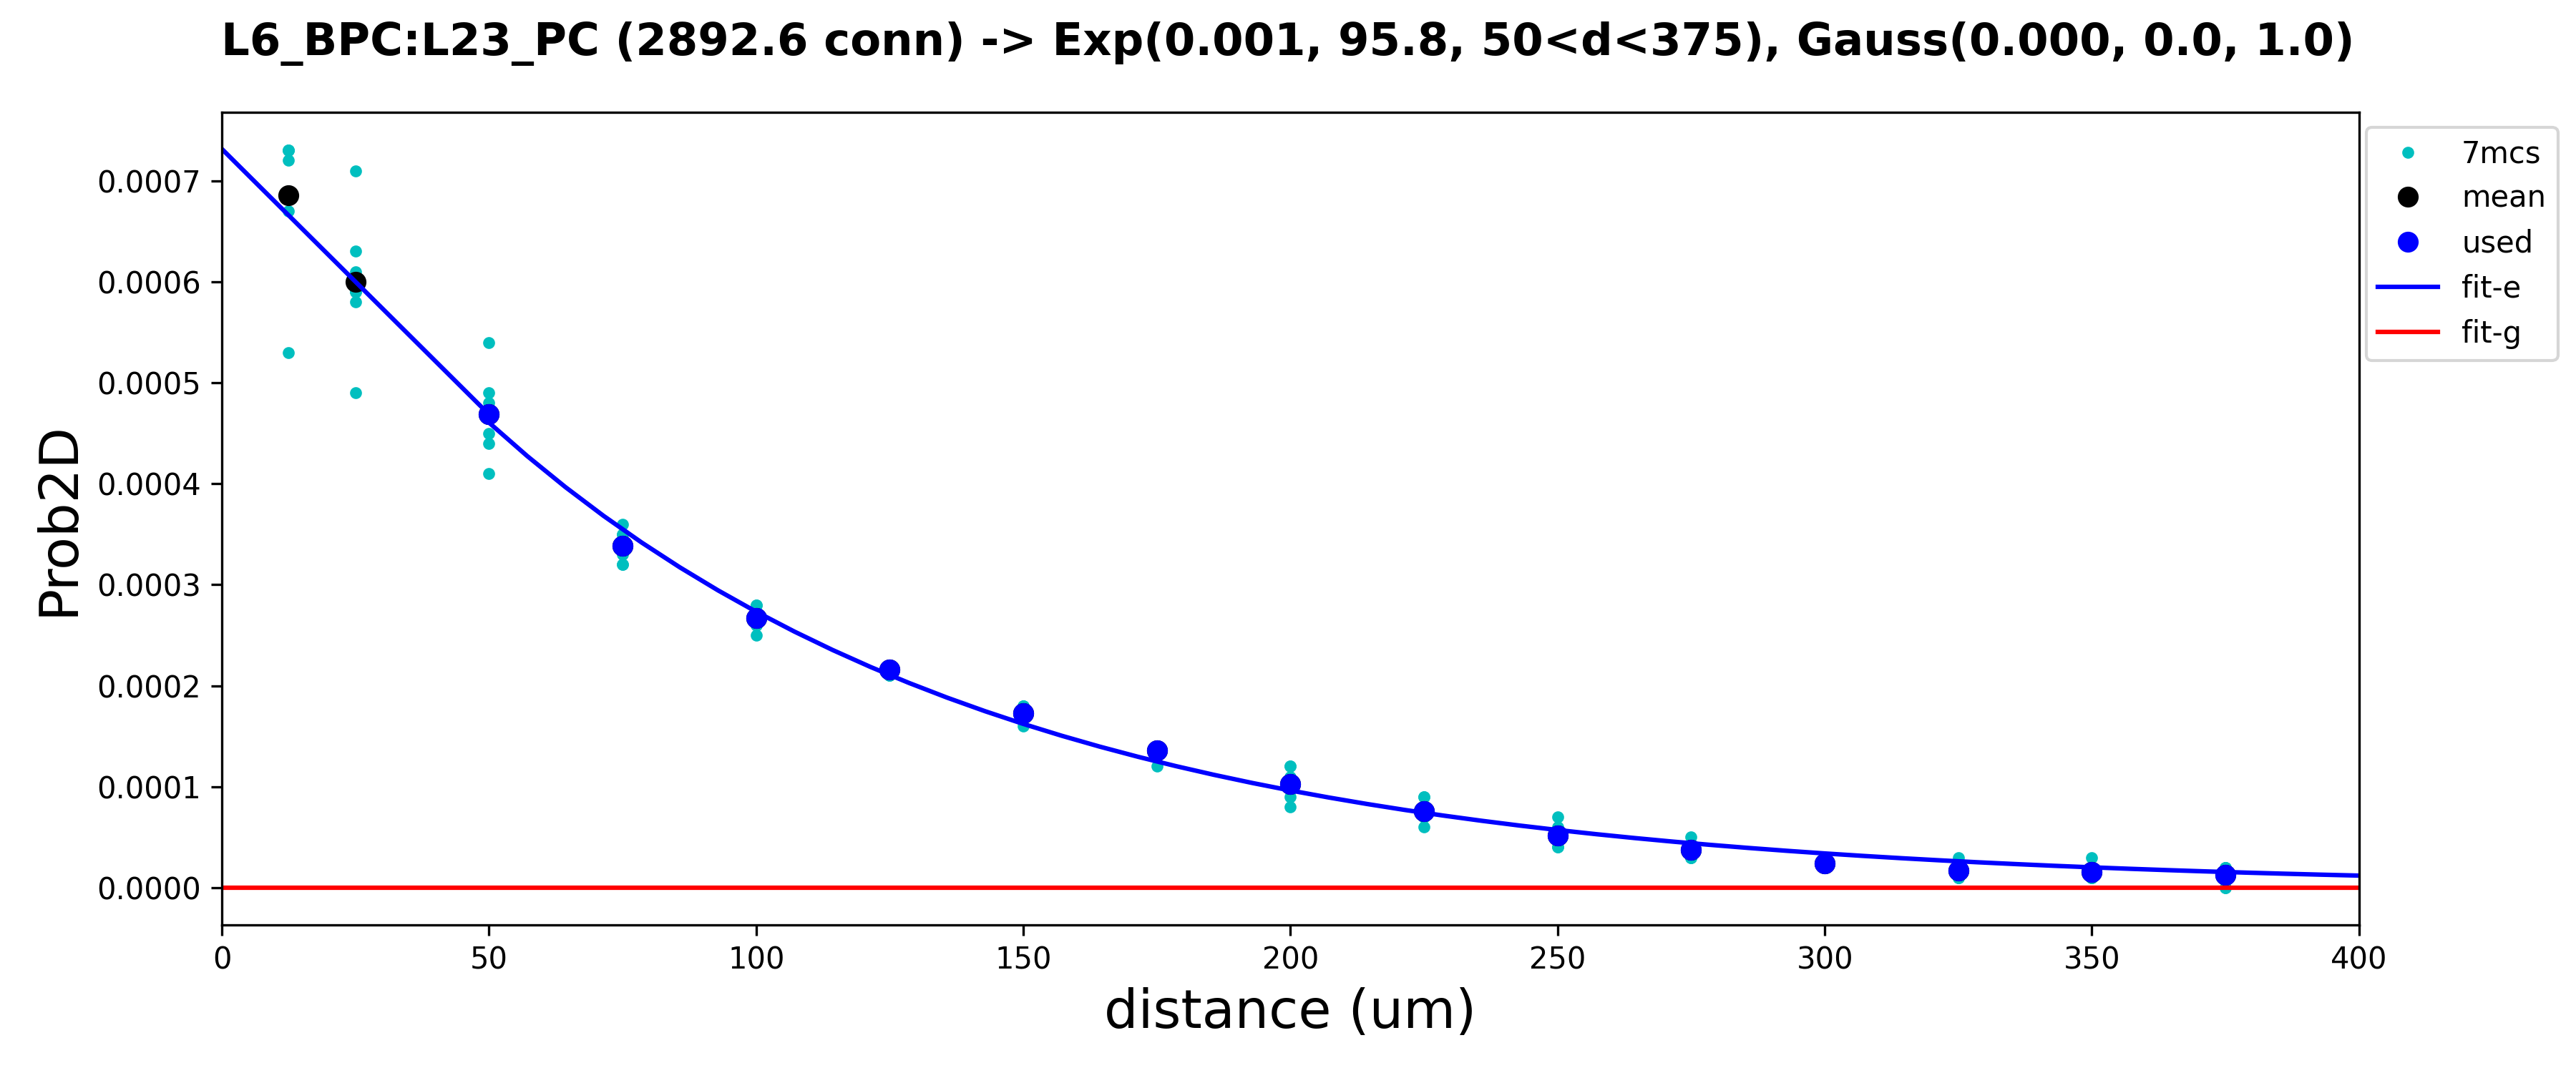 L6_BPC:L23_PC (2892.6 conn) -> Exp(0.001, 95.8, 50<d<375), Gauss(0.000, 0.0, 1.0)
7mcs
mean
used
fit-e
fit-g
Prob2D
0.0007
0.0006
0.0005
0.0004
0.0003
0.0002
0.0001
0.0000
0 50 100 150 200 250 300 350 400
distance (um)